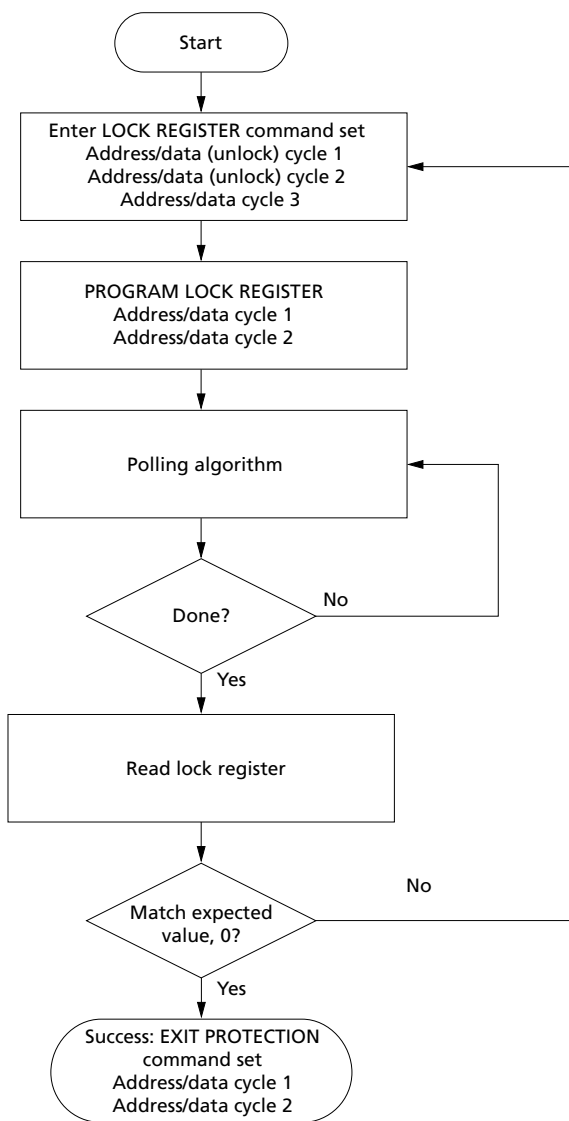 Start
Enter LOCK REGISTER command set
Address/data (unlock) cycle 1
Address/data (unlock) cycle 2
Address/data cycle 3
PROGRAM LOCK REGISTER
Address/data cycle 1
Address/data cycle 2
Polling algorithm
Done?
No
Yes
Read lock register
Match expected
value, 0?
No
Yes
Success: EXIT PROTECTION
command set
Address/data cycle 1
Address/data cycle 2